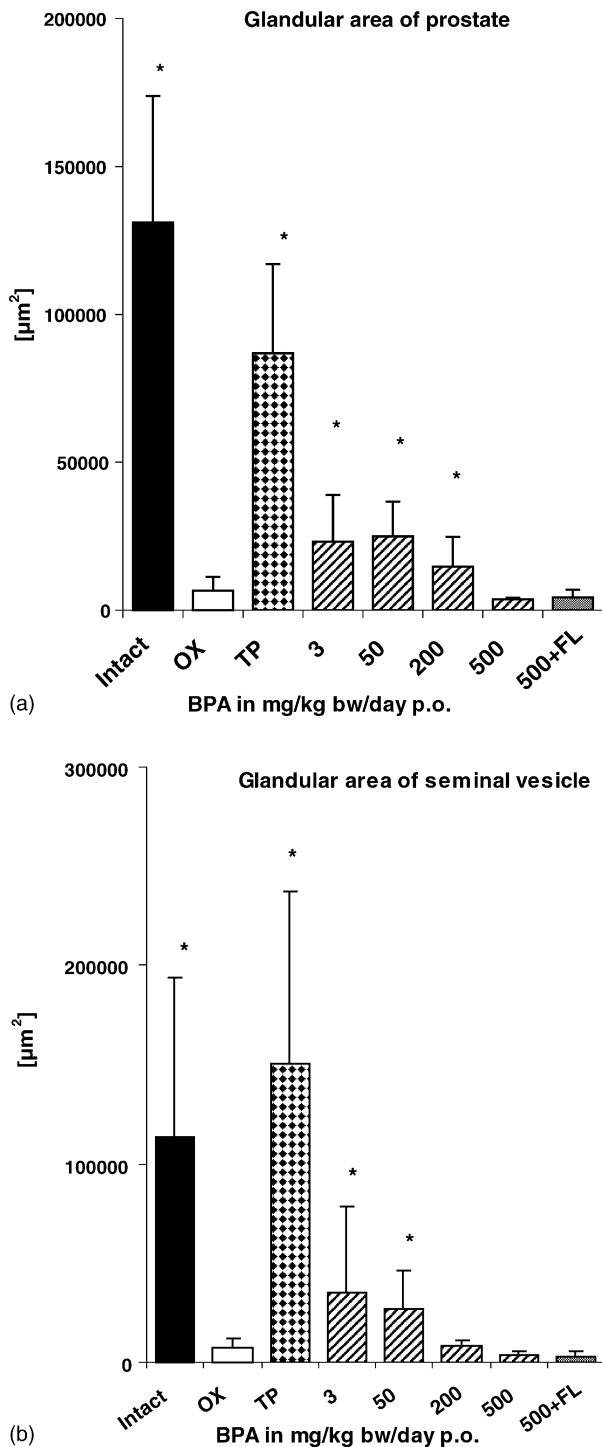 Glandular area of prostate
200000
150000
100000
50000
0
[µm²]
*
*
*
*
*
Intact
OX
TP
3
50
200
500
500+FL
(a)
BPA in mg/kg bw/day p.o.
Glandular area of seminal vesicle
300000
200000
100000
0
[µm²]
*
*
*
*
Intact
OX
TP
3
50
200
500
500+FL
(b)
BPA in mg/kg bw/day p.o.